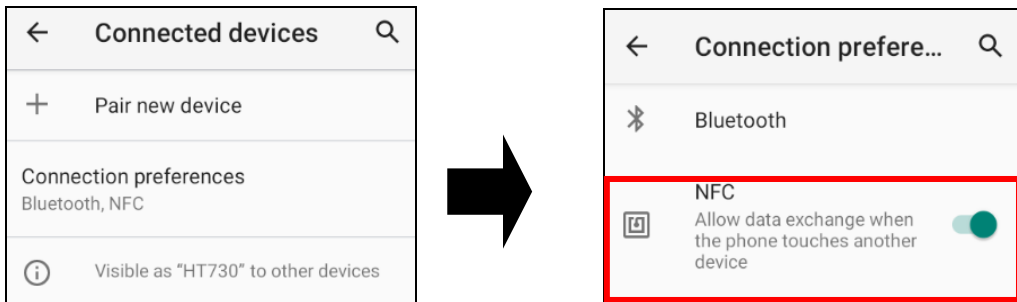 Connected devices
Pair new device
Connection preferences
Bluetooth, NFC
Visible as "HT730" to other devices
Connection prefere...
Bluetooth
NFC
Allow data exchange when
the phone touches another
device